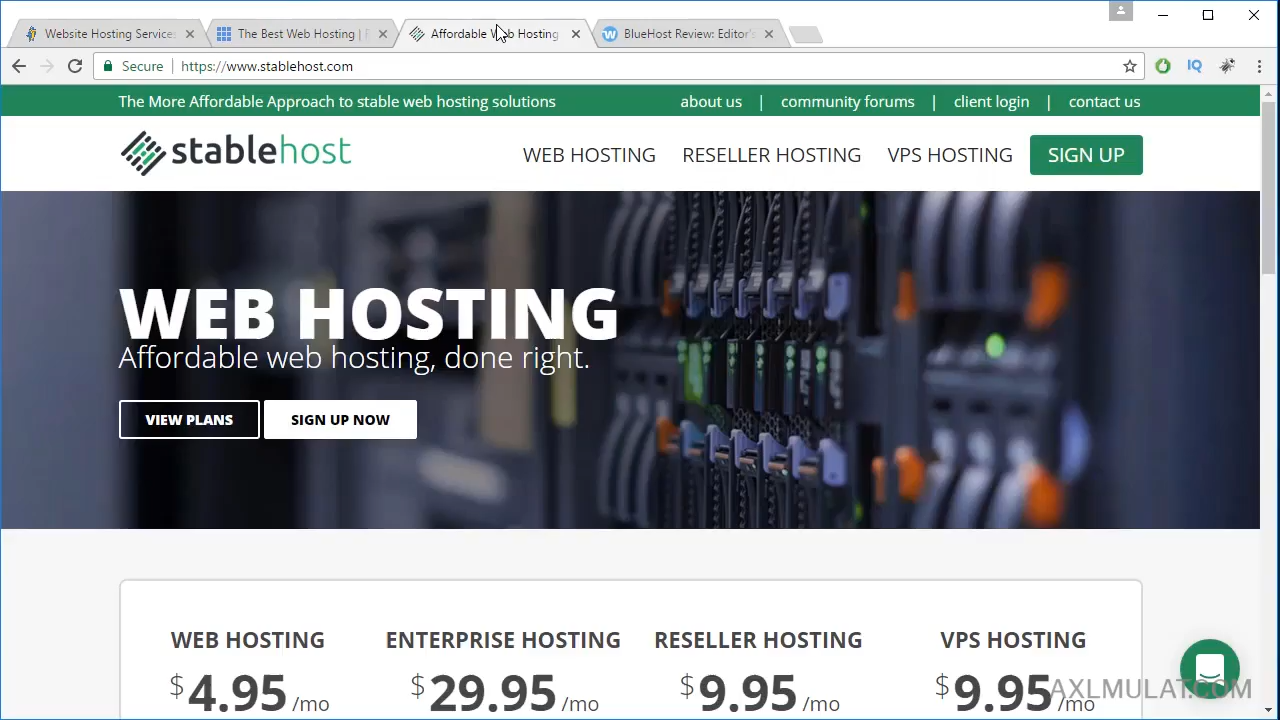 Website Hosting Services
The Best Web Hosting |
Affordable Web Hosting
BlueHost Review: Editor's
Secure
https://www.stablehost.com
IQ
The More Affordable Approach to stable web hosting solutions
about us | community forums | client login | contact us
stablehost
WEB HOSTING
RESELLER HOSTING
VPS HOSTING
SIGN UP
WEB HOSTING
Affordable web hosting, done right.
VIEW PLANS
SIGN UP NOW
WEB HOSTING
ENTERPRISE HOSTING
RESELLER HOSTING
VPS HOSTING
$4.95/mo
$29.95/mo
$9.95/mo
$9.95/mo
AXLMULAT.COM